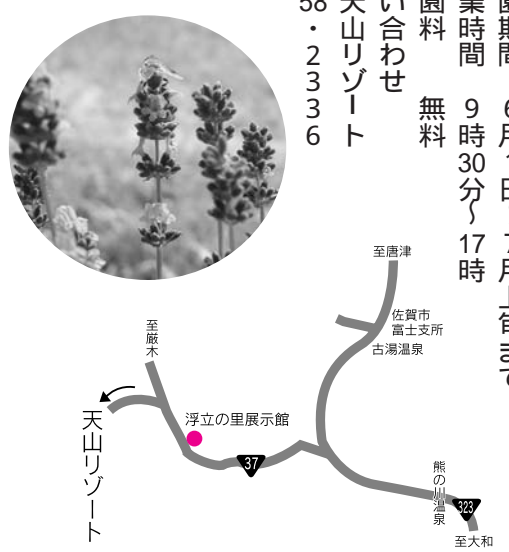 園期間 6月1日〜7月上旬まで
業時間 9時30分〜17時
園料 無料
い合わせ
天山リゾート
58・2336
至唐津
佐賀市
富士支所
古湯温泉
至厳木
浮立の里展示館
天山リゾート
37
熊の川温泉
323
至大和